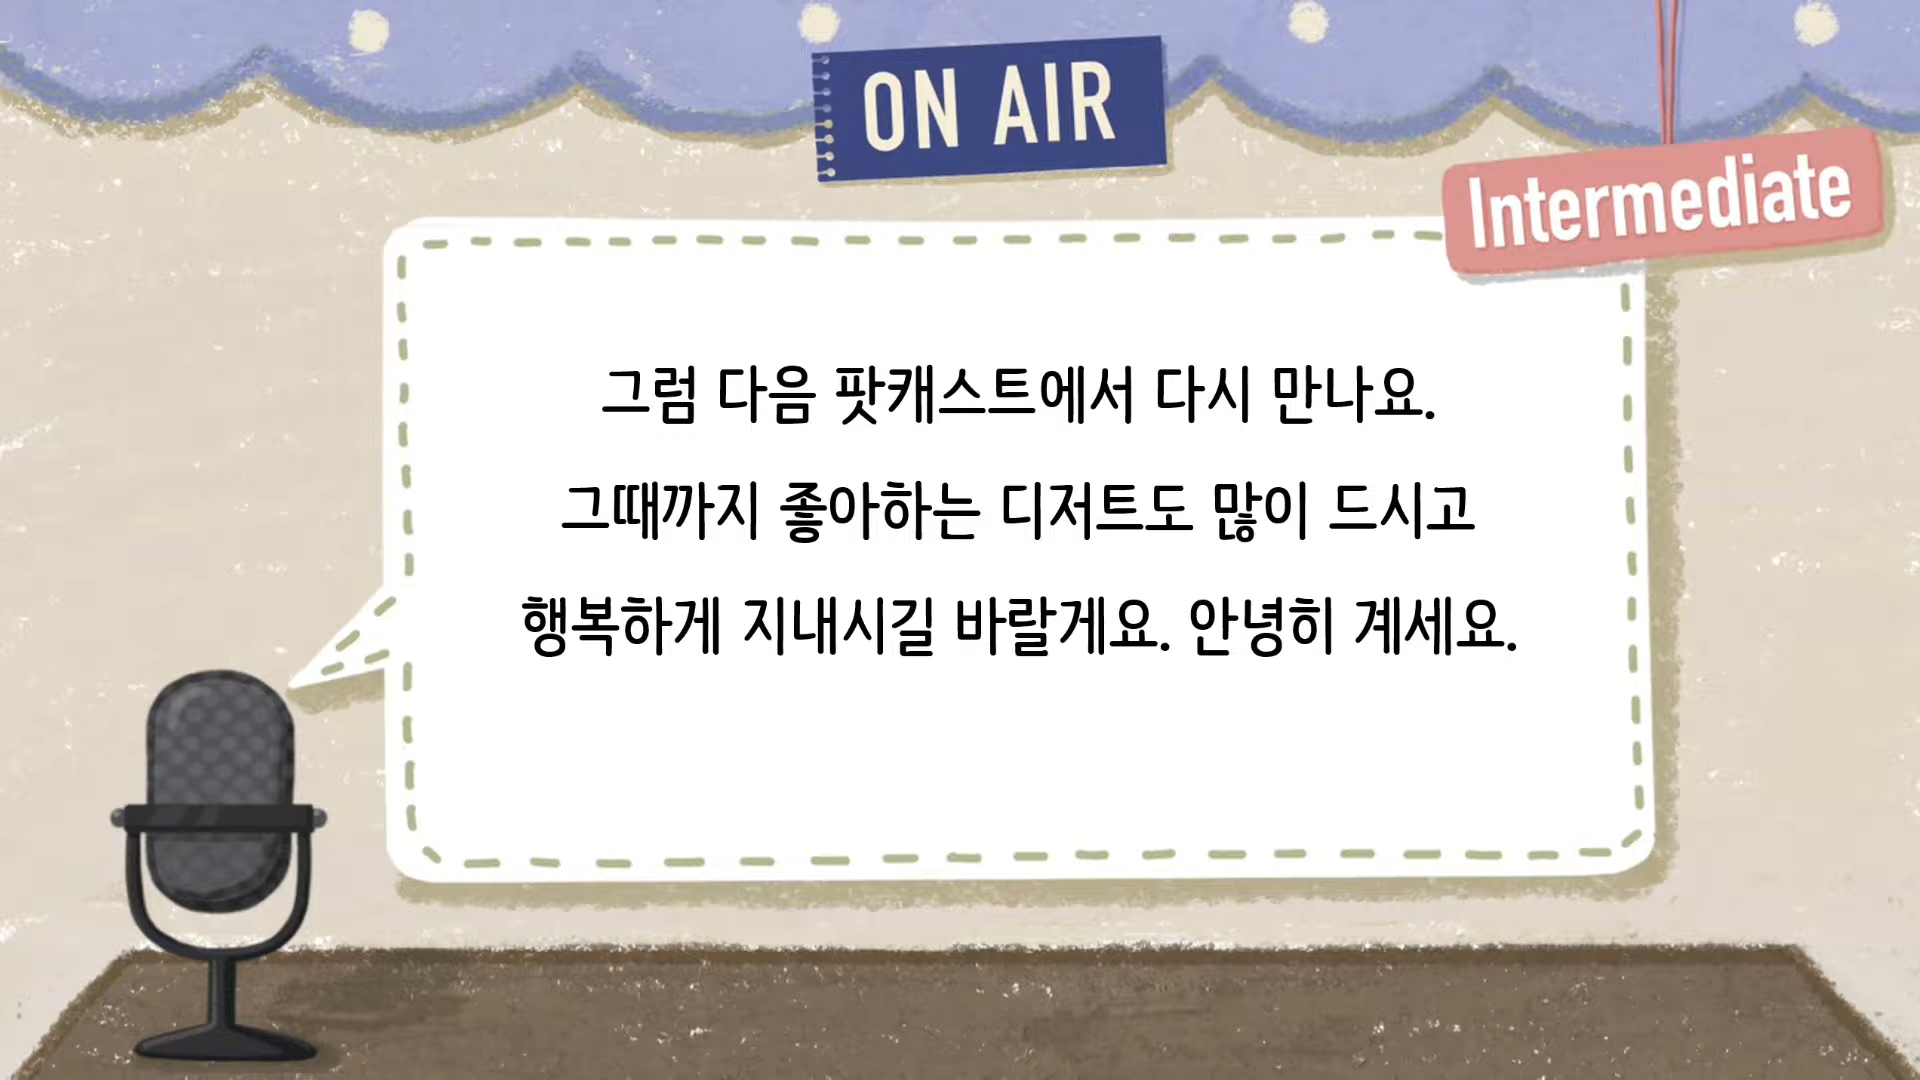 ON AIR
Intermediate
그럼 다음 팟캐스트에서 다시 만나요.
그때까지 좋아하는 디저트도 많이 드시고
행복하게 지내시길 바랄게요. 안녕히 계세요.